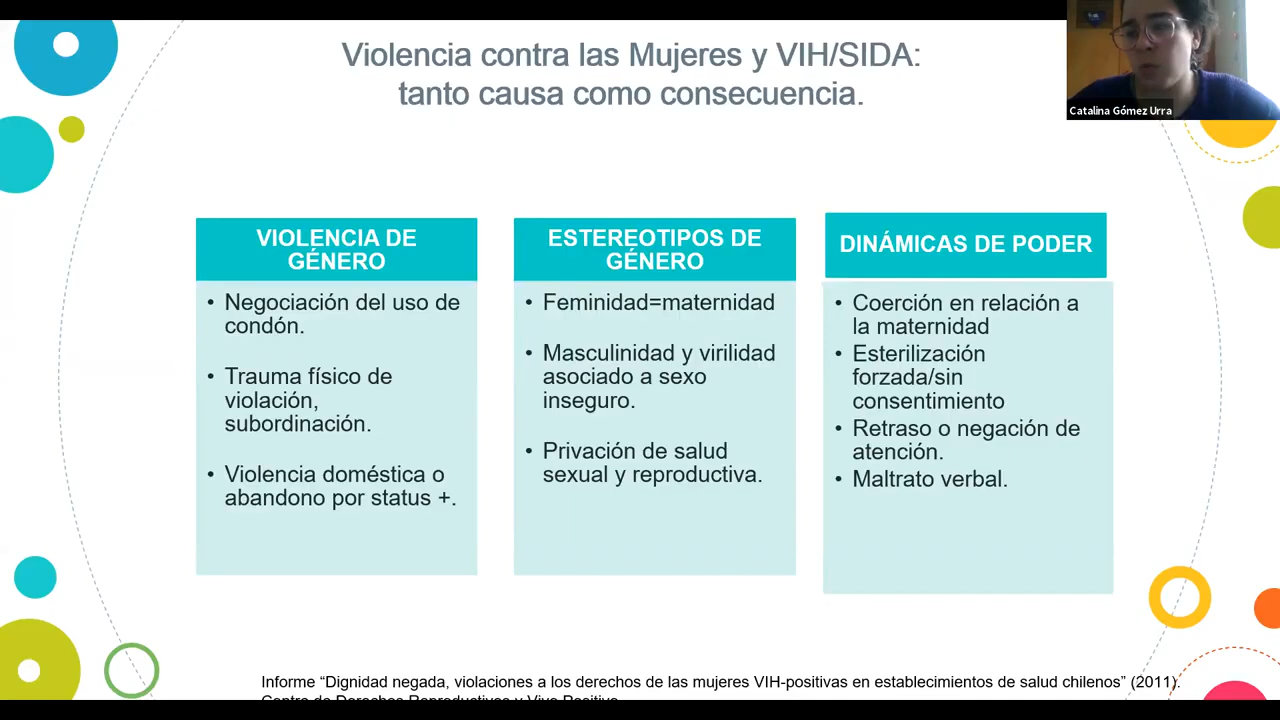 Violencia contra las Mujeres y VIH/SIDA:
tanto causa como consecuencia.
Catalina Gómez Urra
VIOLENCIA DE
GÉNERO
• Negociación del uso de
condón.
• Trauma físico de
violación,
subordinación.
• Violencia doméstica o
abandono por status +.
ESTEREOTIPOS DE
GÉNERO
• Feminidad=maternidad
• Masculinidad y virilidad
asociado a sexo
inseguro.
• Privación de salud
sexual y reproductiva.
DINÁMICAS DE PODER
• Coerción en relación a
la maternidad
• Esterilización
forzada/sin
consentimiento
• Retraso o negación de
atención.
• Maltrato verbal.
Informe “Dignidad negada, violaciones a los derechos de las mujeres VIH-positivas en establecimientos de salud chilenos” (2011).
Centro de Derechos Reproductivos y Vivo Positivo